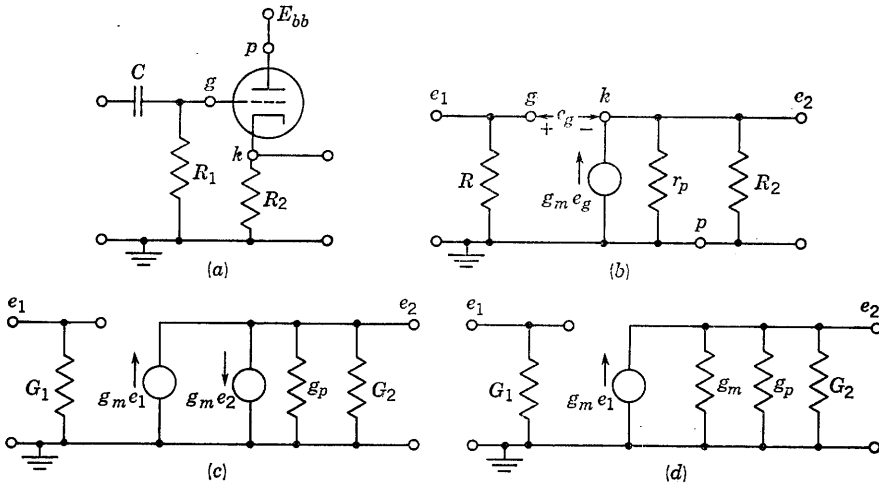 E_bb
p
C
g
k
R_1
R_2
(a)
e_1
g
e_g
k
e_2
+
−
R
g_m e_g
r_p
R_2
p
(b)
e_1
e_2
G_1
g_m e_1
g_m e_2
g_p
G_2
(c)
e_1
e_2
G_1
g_m e_1
g_m
g_p
G_2
(d)